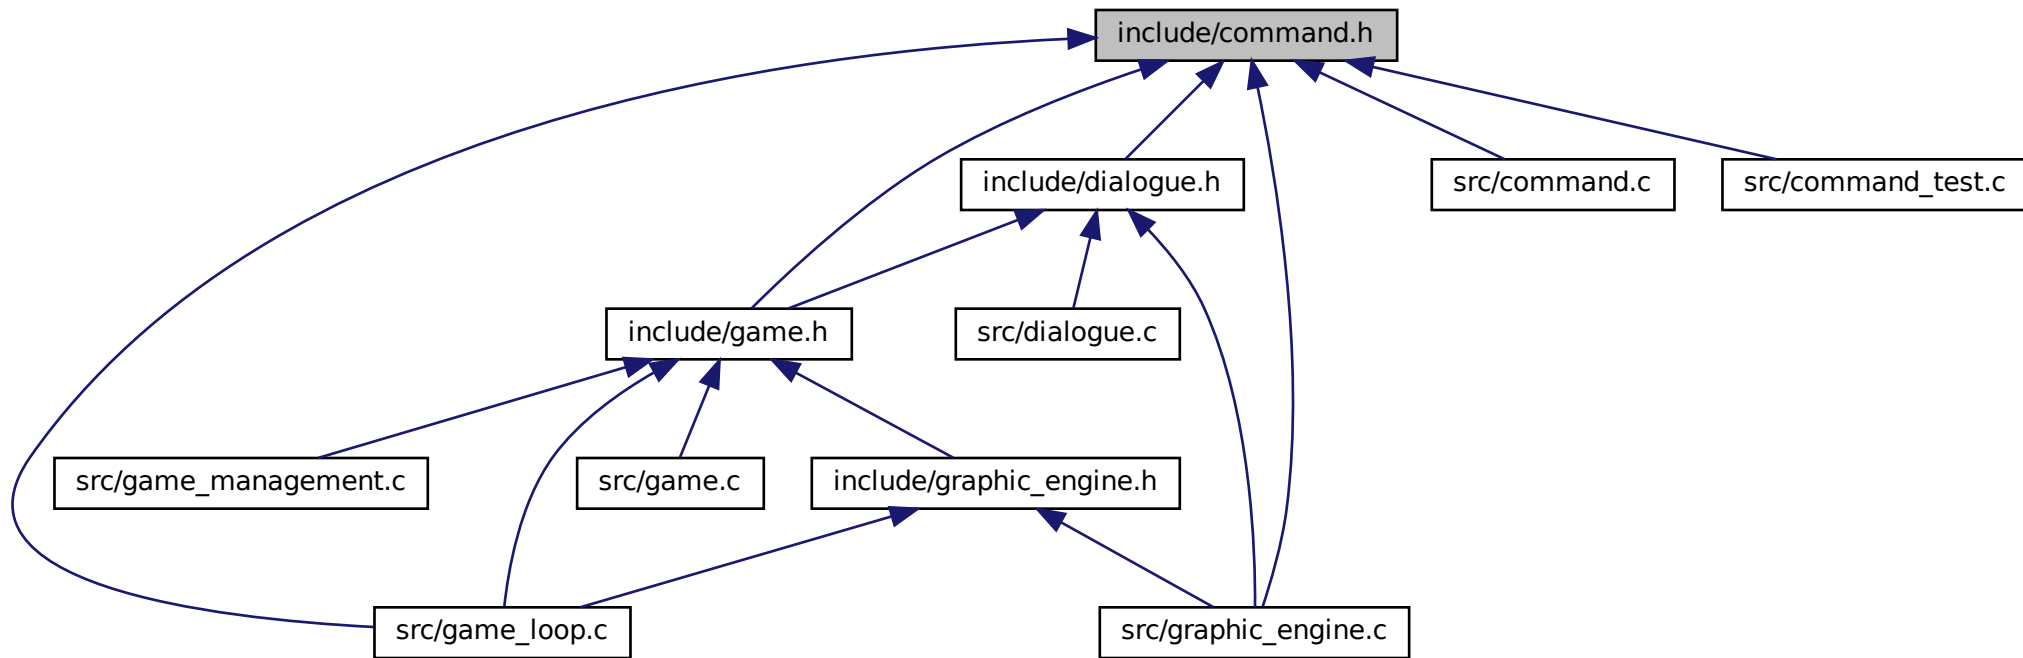 include/command.h
include/dialogue.h
src/command.c
src/command_test.c
include/game.h
src/dialogue.c
src/game_management.c
src/game.c
include/graphic_engine.h
src/game_loop.c
src/graphic_engine.c